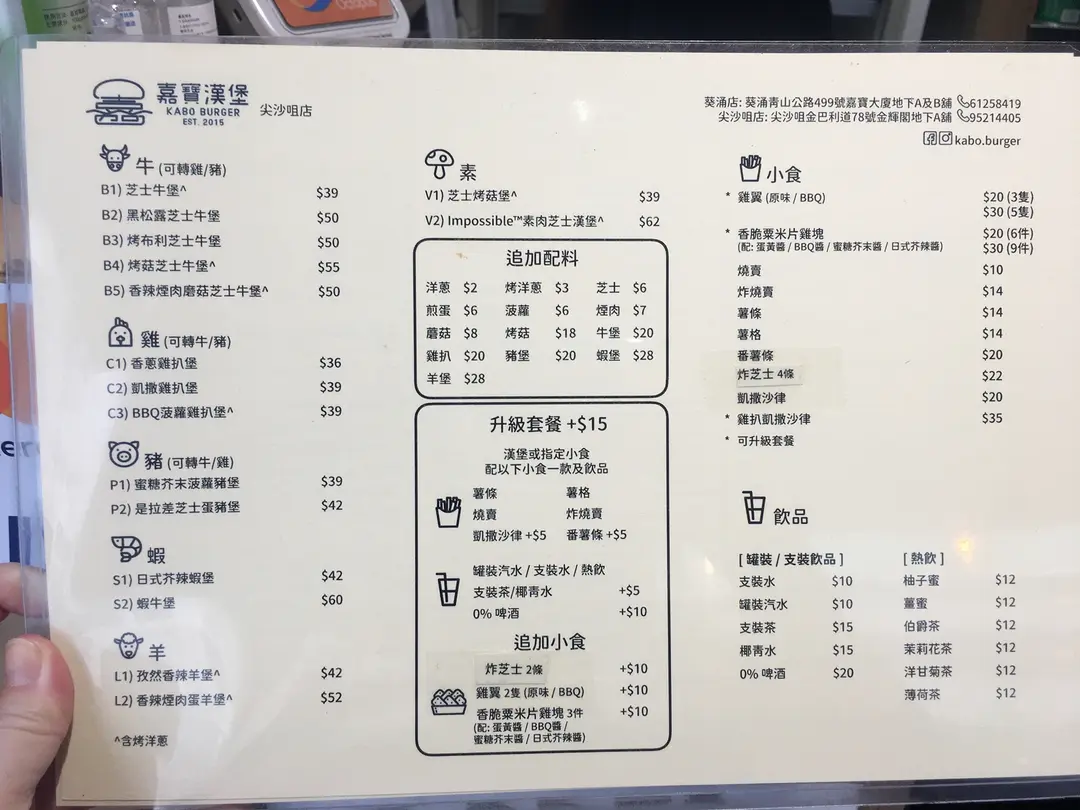 嘉寶漢堡
KABO BURGER
EST. 2015
尖沙咀店
葵涌店: 葵涌青山公路499號嘉寶大廈地下A及B舖 61258419
尖沙咀店: 尖沙咀金巴利道78號金輝閣地下A舖 95214405
kabo.burger
牛 (可轉雞/豬)
B1) 芝士牛堡^ $39
B2) 黑松露芝士牛堡 $50
B3) 烤布利芝士牛堡 $50
B4) 烤菇芝士牛堡^ $55
B5) 香辣煙肉磨菇芝士牛堡^ $50
雞 (可轉牛/豬)
C1) 香蔥雞扒堡 $36
C2) 凱撒雞扒堡 $39
C3) BBQ菠蘿雞扒堡^ $39
豬 (可轉牛/雞)
P1) 蜜糖芥末菠蘿豬堡 $39
P2) 是拉差芝士蛋豬堡 $42
蝦
S1) 日式芥辣蝦堡 $42
S2) 蝦牛堡 $60
羊
L1) 孜然香辣羊堡^ $42
L2) 香辣煙肉蛋羊堡^ $52
^含烤洋蔥
素
V1) 芝士烤菇堡^ $39
V2) Impossible™素肉芝士漢堡^ $62
追加配料
洋蔥 $2 烤洋蔥 $3 芝士 $6
煎蛋 $6 菠蘿 $6 煙肉 $7
蘑菇 $8 烤菇 $18 牛堡 $20
雞扒 $20 豬堡 $20 蝦堡 $28
羊堡 $28
升級套餐 +$15
漢堡或指定小食
配以下小食一款及飲品
薯條 薯格
燒賣 炸燒賣
凱撒沙律 +$5 番薯條 +$5
罐裝汽水 / 支裝水 / 熱飲
支裝茶/椰青水 +$5
0% 啤酒 +$10
追加小食
炸芝士 2條 +$10
雞翼 2隻 (原味 / BBQ) +$10
香脆粟米片雞塊 3件 +$10
(配: 蛋黃醬 / BBQ醬 /
蜜糖芥末醬 / 日式芥辣醬)
小食
* 雞翼 (原味 / BBQ) $20 (3隻)
$30 (5隻)
* 香脆粟米片雞塊 $20 (6件)
(配: 蛋黃醬 / BBQ醬 / 蜜糖芥末醬 / 日式芥辣醬) $30 (9件)
燒賣 $10
炸燒賣 $14
薯條 $14
薯格 $14
番薯條 $20
炸芝士 4條 $22
凱撒沙律 $20
* 雞扒凱撒沙律 $35
* 可升級套餐
飲品
[ 罐裝 / 支裝飲品 ] [ 熱飲 ]
支裝水 $10 柚子蜜 $12
罐裝汽水 $10 薑蜜 $12
支裝茶 $15 伯爵茶 $12
椰青水 $15 茉莉花茶 $12
0% 啤酒 $20 洋甘菊茶 $12
薄荷茶 $12